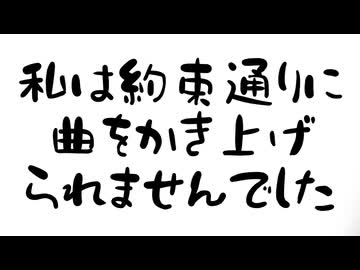 私は約束通りに
曲をかき上げ
られませんでした